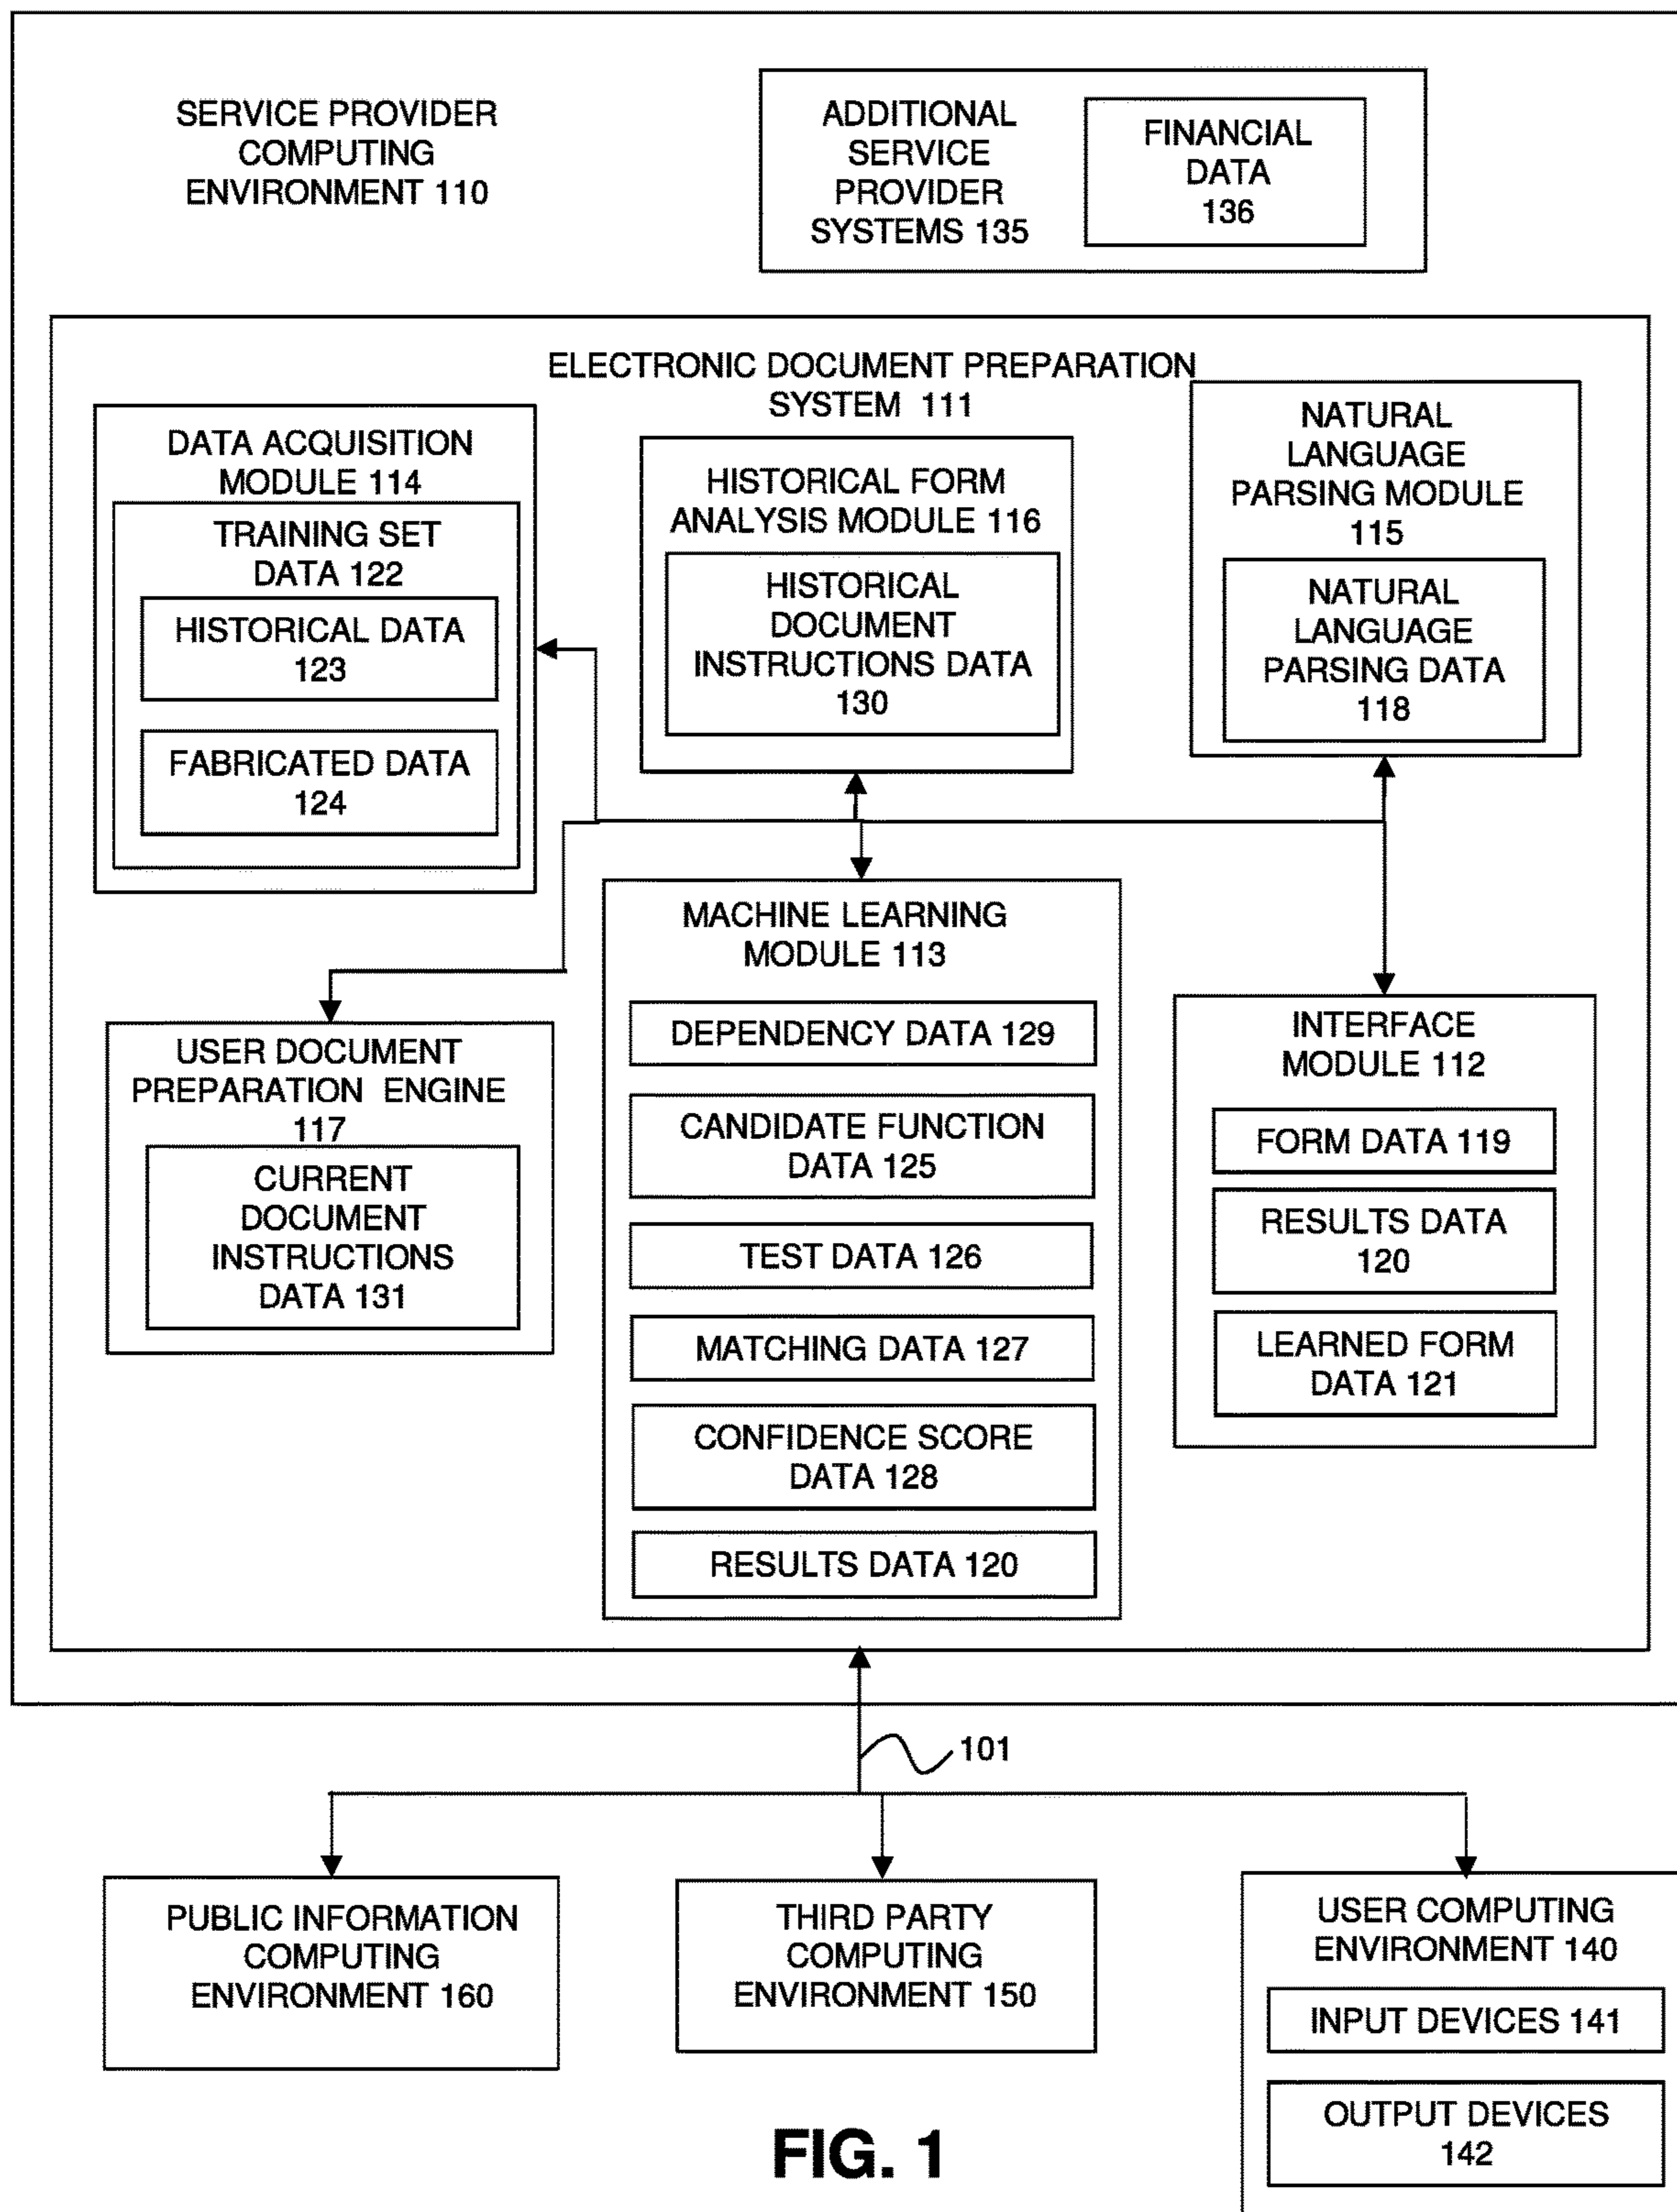 SERVICE PROVIDER
COMPUTING
ENVIRONMENT 110
ADDITIONAL
SERVICE
PROVIDER
SYSTEMS 135
FINANCIAL
DATA
136
ELECTRONIC DOCUMENT PREPARATION
SYSTEM 111
DATA ACQUISITION
MODULE 114
TRAINING SET
DATA 122
HISTORICAL DATA
123
FABRICATED DATA
124
HISTORICAL FORM
ANALYSIS MODULE 116
HISTORICAL
DOCUMENT
INSTRUCTIONS DATA
130
NATURAL
LANGUAGE
PARSING MODULE
115
NATURAL
LANGUAGE
PARSING DATA
118
USER DOCUMENT
PREPARATION ENGINE
117
CURRENT
DOCUMENT
INSTRUCTIONS
DATA 131
MACHINE LEARNING
MODULE 113
DEPENDENCY DATA 129
CANDIDATE FUNCTION
DATA 125
TEST DATA 126
MATCHING DATA 127
CONFIDENCE SCORE
DATA 128
RESULTS DATA 120
INTERFACE
MODULE 112
FORM DATA 119
RESULTS DATA
120
LEARNED FORM
DATA 121
101
PUBLIC INFORMATION
COMPUTING
ENVIRONMENT 160
THIRD PARTY
COMPUTING
ENVIRONMENT 150
USER COMPUTING
ENVIRONMENT 140
INPUT DEVICES 141
OUTPUT DEVICES
142
FIG. 1